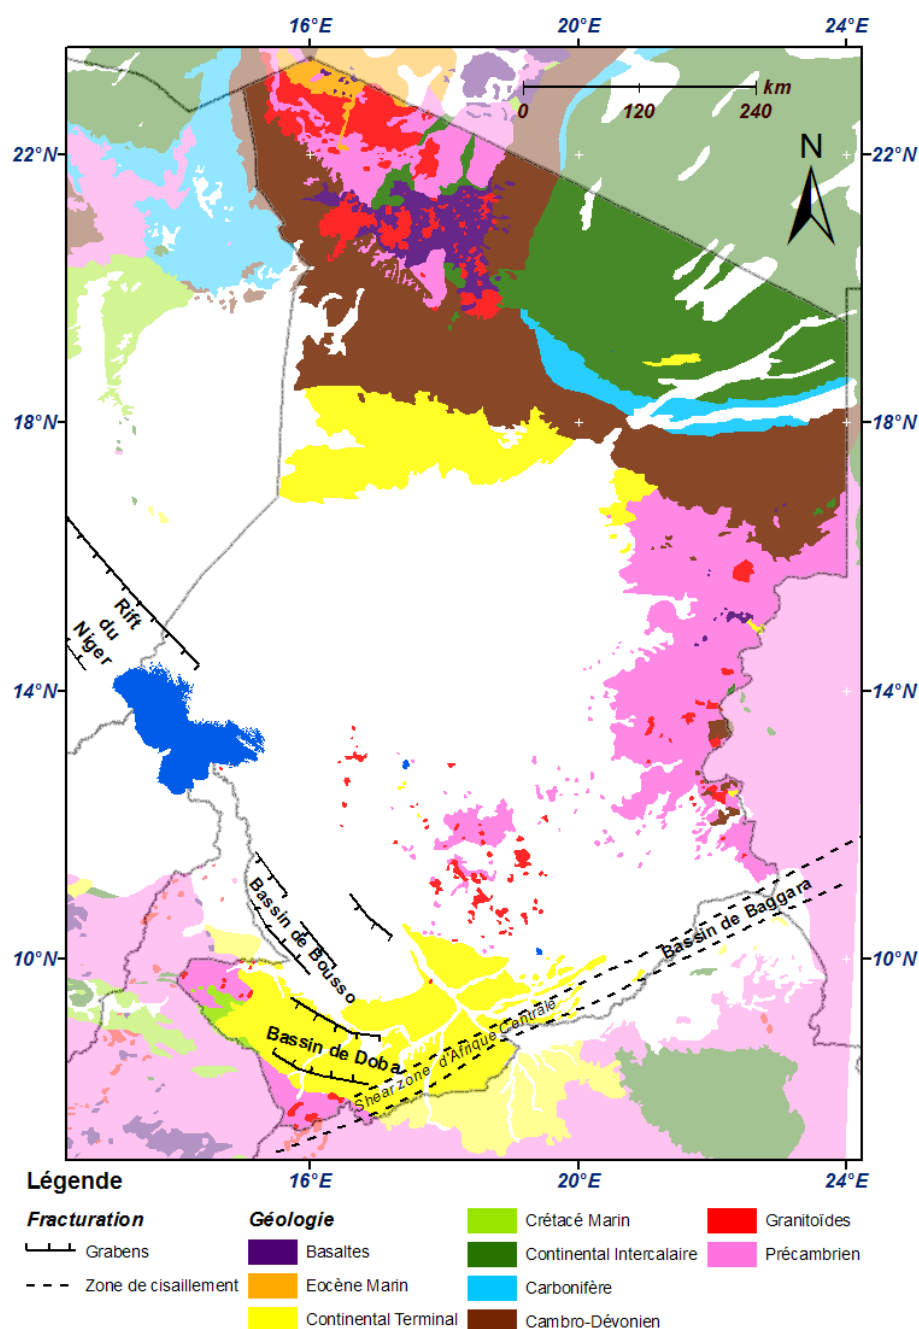 16°E 20°E 24°E
km
0 120 240
N
22°N 22°N
18°N 18°N
Rift
du
Niger
14°N 14°N
Bassin de Bousso
Bassin de Baggara
10°N 10°N
Bassin de Doba
Shearzone d'Afrique Centrale
16°E 20°E 24°E
Légende
Fracturation
Grabens
Zone de cisaillement
Géologie
Basaltes
Eocène Marin
Continental Terminal
Crétacé Marin
Continental Intercalaire
Carbonifère
Cambro-Dévonien
Granitoïdes
Précambrien